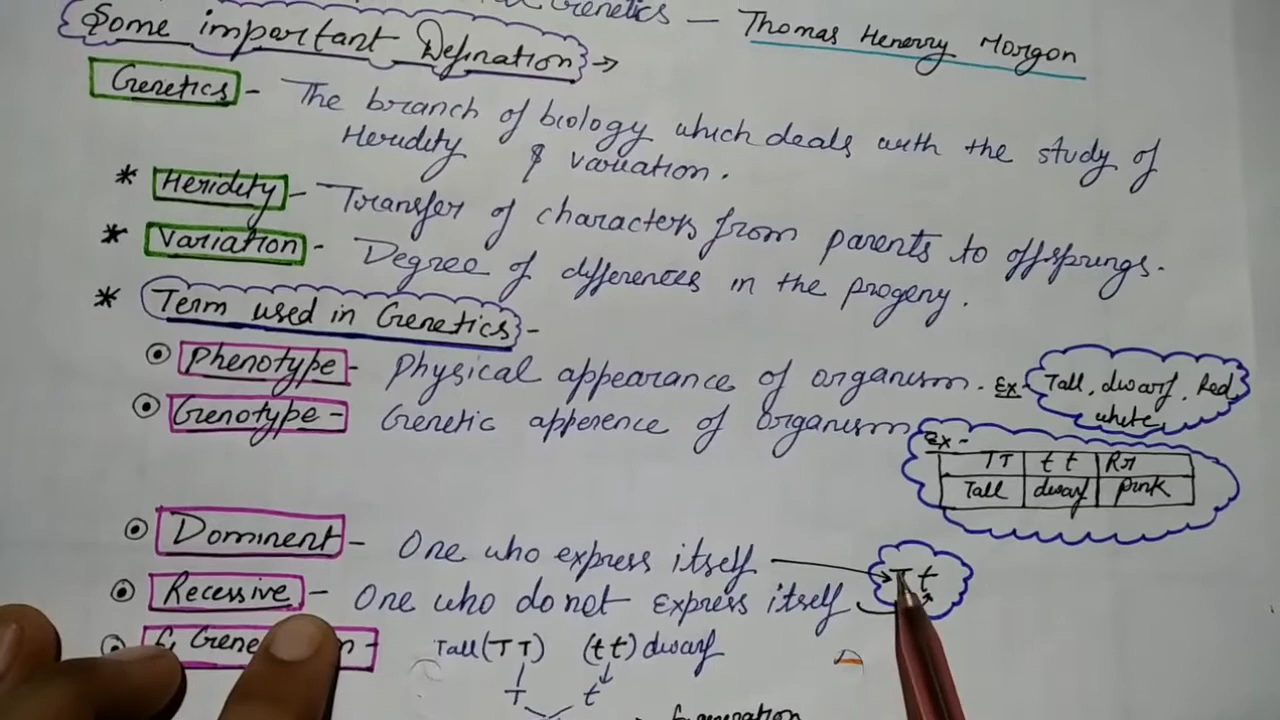 Genetics — Thomas Henerry Morgon
Some important Defination →
Genetics - The branch of biology which deals with the study of
Heridity & variation.
* Heridety - Transfer of characters from parents to offsprings.
* Variation - Degree of differences in the progeny.
* Term used in Genetics -
Phenotype - Physical appearance of organism. Ex- Tall, dwarf, Red,
white
Genotype - Genetic apperence of organism
Ex-
TT tt Rr
Tall dwarf pink
Dominent - One who express itself → T t
Recessive - One who do not express itself
Tall (TT) (tt) dwarf
T t